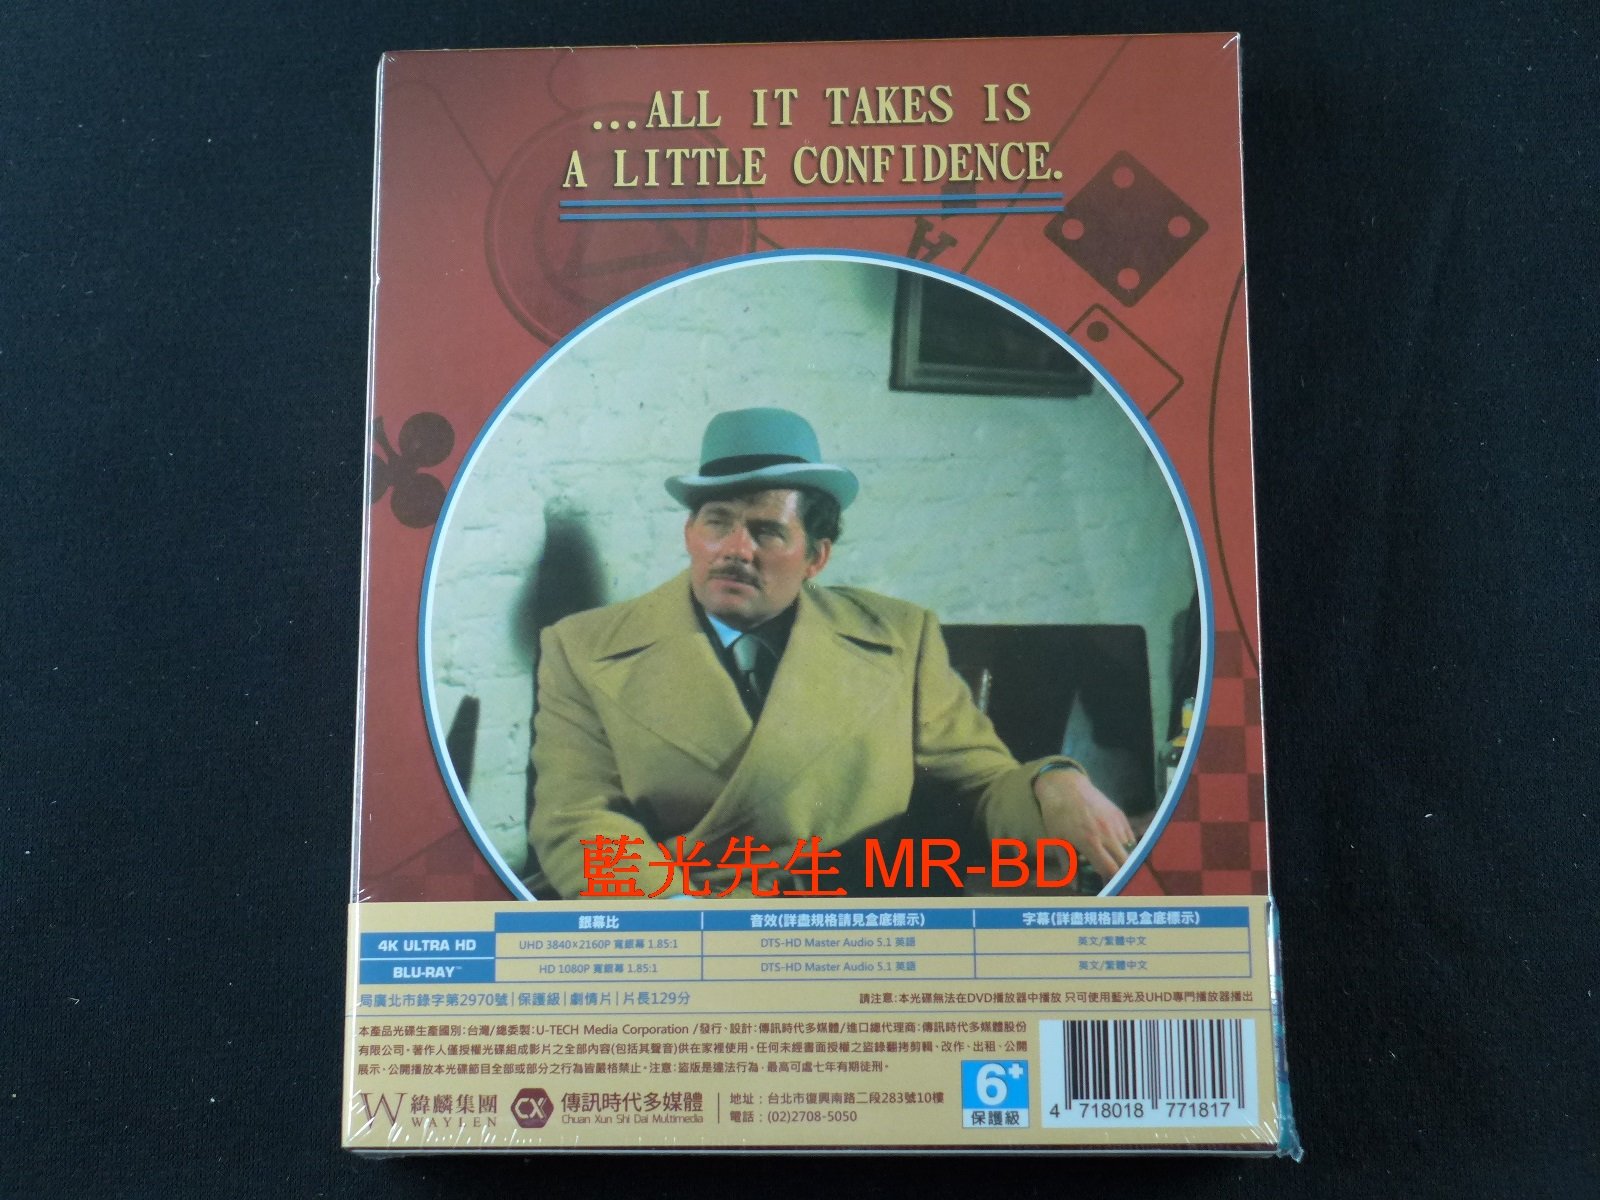 ...ALL IT TAKES IS
A LITTLE CONFIDENCE.
藍光先生 MR-BD
銀幕比 音效(詳盡規格請見盒底標示) 字幕(詳盡規格請見盒底標示)
4K ULTRA HD UHD 3840×2160P 寬銀幕 1.85:1 DTS-HD Master Audio 5.1 英語 英文/繁體中文
BLU-RAY™ HD 1080P 寬銀幕 1.85:1 DTS-HD Master Audio 5.1 英語 英文/繁體中文
局廣北市錄字第2970號|保護級|劇情片|片長129分 請注意:本光碟無法在DVD播放器中播放 只可使用藍光及UHD專門播放器播出
本產品光碟生產國別:台灣/總委製:U-TECH Media Corporation /發行、設計:傳訊時代多媒體/進口總代理商:傳訊時代多媒體股份
有限公司。著作人僅授權光碟組成影片之全部內容(包括其聲音)供在家裡使用。任何未經書面授權之盜錄翻拷剪輯、改作、出租、公開
展示、公開播放本光碟節目全部或部分之行為皆嚴格禁止。注意:盜版是違法行為,最高可處七年有期徒刑。
6+
保護級
4 718018 771817
W 緯麟集團
WAYLEN
CX 傳訊時代多媒體
Chuan Xun Shi Dai Multimedia
地址:台北市復興南路二段283號10樓
電話:(02)2708-5050